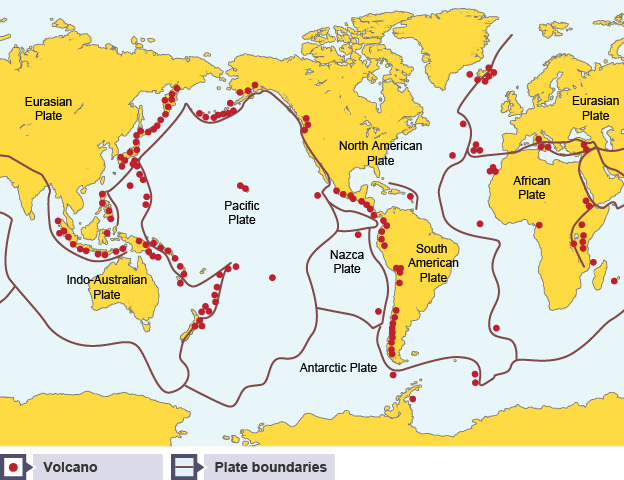 Eurasian
Plate
Eurasian
Plate
North American
Plate
African
Plate
Pacific
Plate
Nazca
Plate
South
American
Plate
Indo-Australian
Plate
Antarctic Plate
Volcano
Plate boundaries